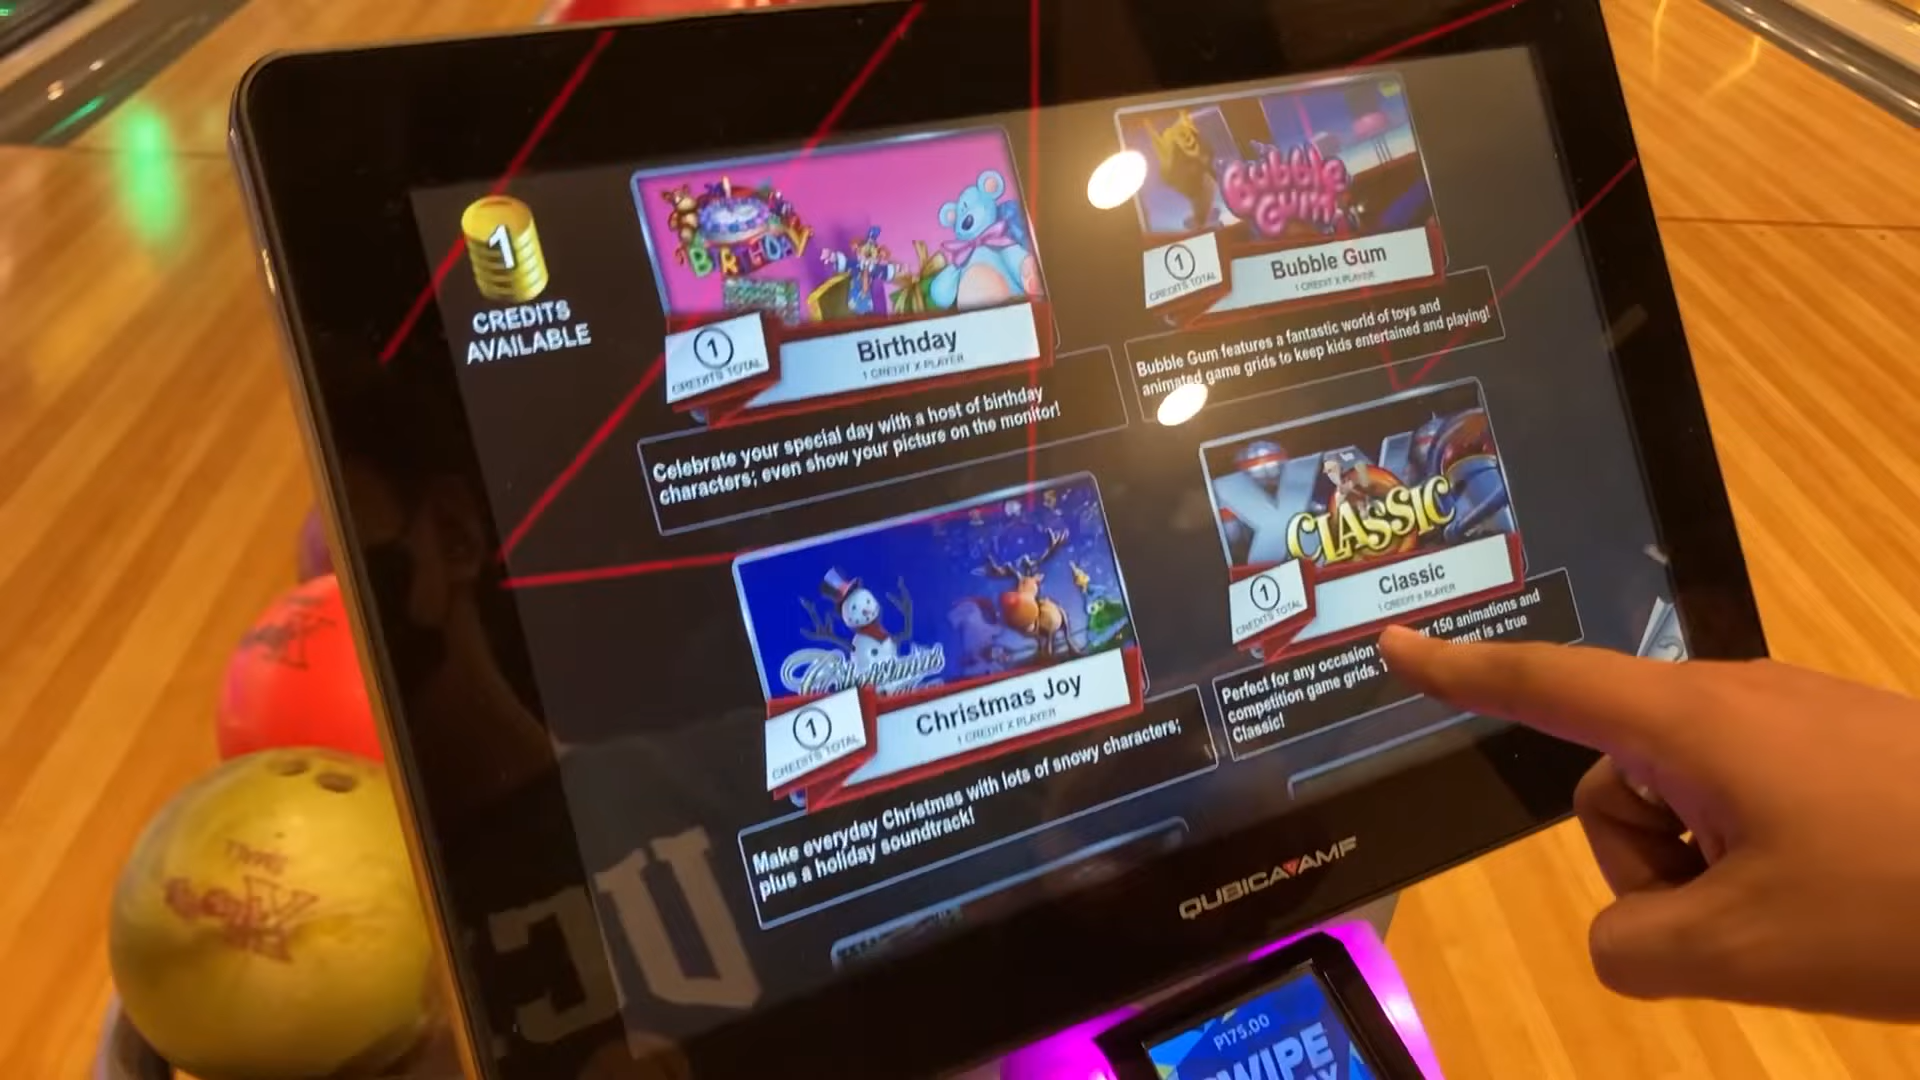 1
CREDITS
AVAILABLE
BIRTHDAY
1
CREDITS TOTAL
Birthday
1 CREDIT X PLAYER
Celebrate your special day with a host of birthday
characters; even show your picture on the monitor!
Bubble
Gum
1
CREDITS TOTAL
Bubble Gum
1 CREDIT X PLAYER
Bubble Gum features a fantastic world of toys and
animated game grids to keep kids entertained and playing!
Christmas
1
CREDITS TOTAL
Christmas Joy
1 CREDIT X PLAYER
Make everyday Christmas with lots of snowy characters;
plus a holiday soundtrack!
CLASSIC
1
CREDITS TOTAL
Classic
1 CREDIT X PLAYER
Perfect for any occasion 150 animations and
competition game grids. is a true
Classic!
QUBICAAMF
P175.00